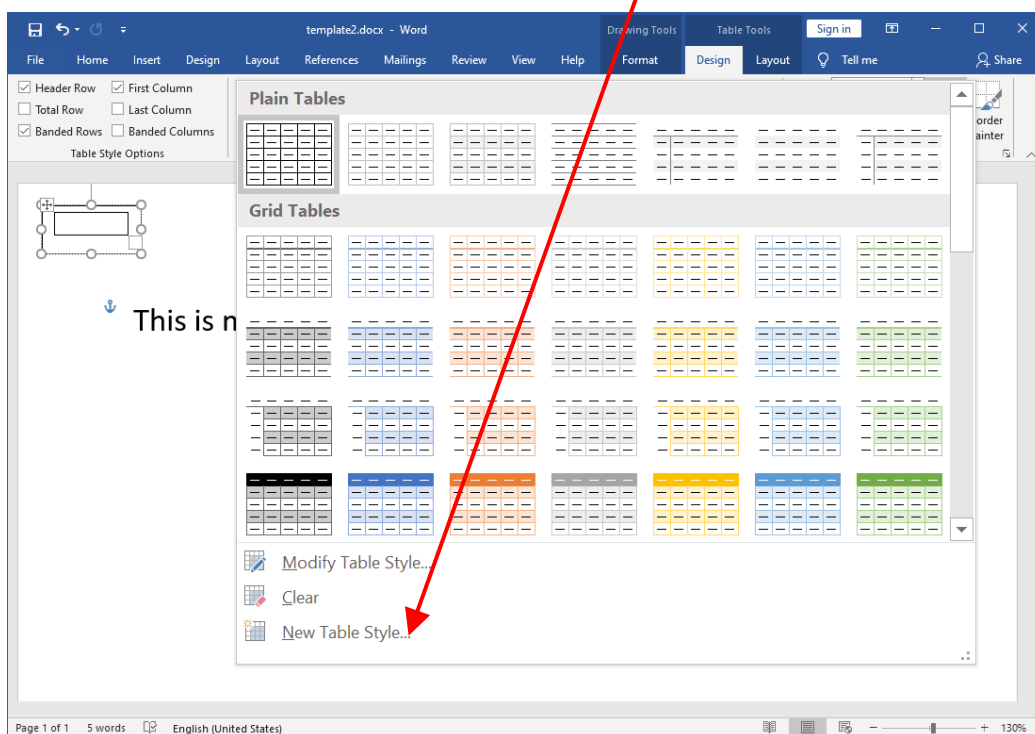 template2.docx - Word
Drawing Tools
Table Tools
Sign in
File Home Insert Design Layout References Mailings Review View Help Format Design Layout Tell me Share
Header Row First Column
Total Row Last Column
Banded Rows Banded Columns
Table Style Options
order
ainter
Plain Tables
Grid Tables
This is
Modify Table Style...
Clear
New Table Style...
Page 1 of 1 5 words English (United States) 130%